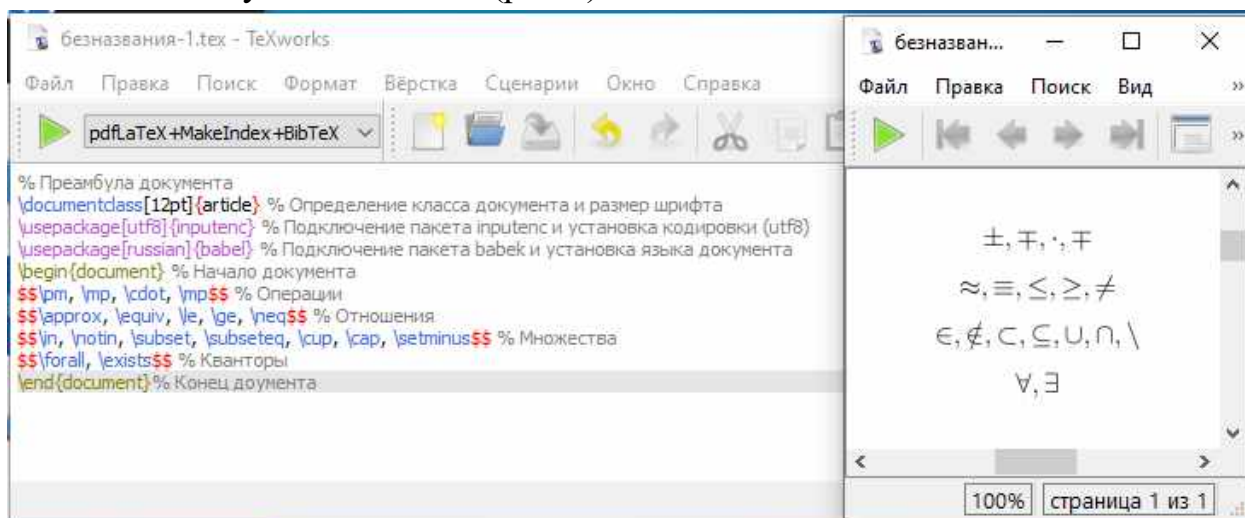 безназвания-1.tex - TeXworks
Файл Правка Поиск Формат Вёрстка Сценарии Окно Справка
pdfLaTeX+MakeIndex+BibTeX
% Преамбула документа
\documentclass[12pt]{article} % Определение класса документа и размер шрифта
\usepackage[utf8]{inputenc} % Подключение пакета inputenc и установка кодировки (utf8)
\usepackage[russian]{babel} % Подключение пакета babek и установка языка документа
\begin{document} % Начало документа
$$\pm, \mp, \cdot, \mp$$ % Операции
$$\approx, \equiv, \le, \ge, \neq$$ % Отношения
$$\in, \notin, \subset, \subseteq, \cup, \cap, \setminus$$ % Множества
$$\forall, \exists$$ % Кванторы
\end{document}% Конец доумента
безназван...
Файл Правка Поиск Вид
±, ∓, ·, ∓
≈, ≡, ≤, ≥, ≠
∈, ∉, ⊂, ⊆, ∪, ∩, \
∀, ∃
100% страница 1 из 1